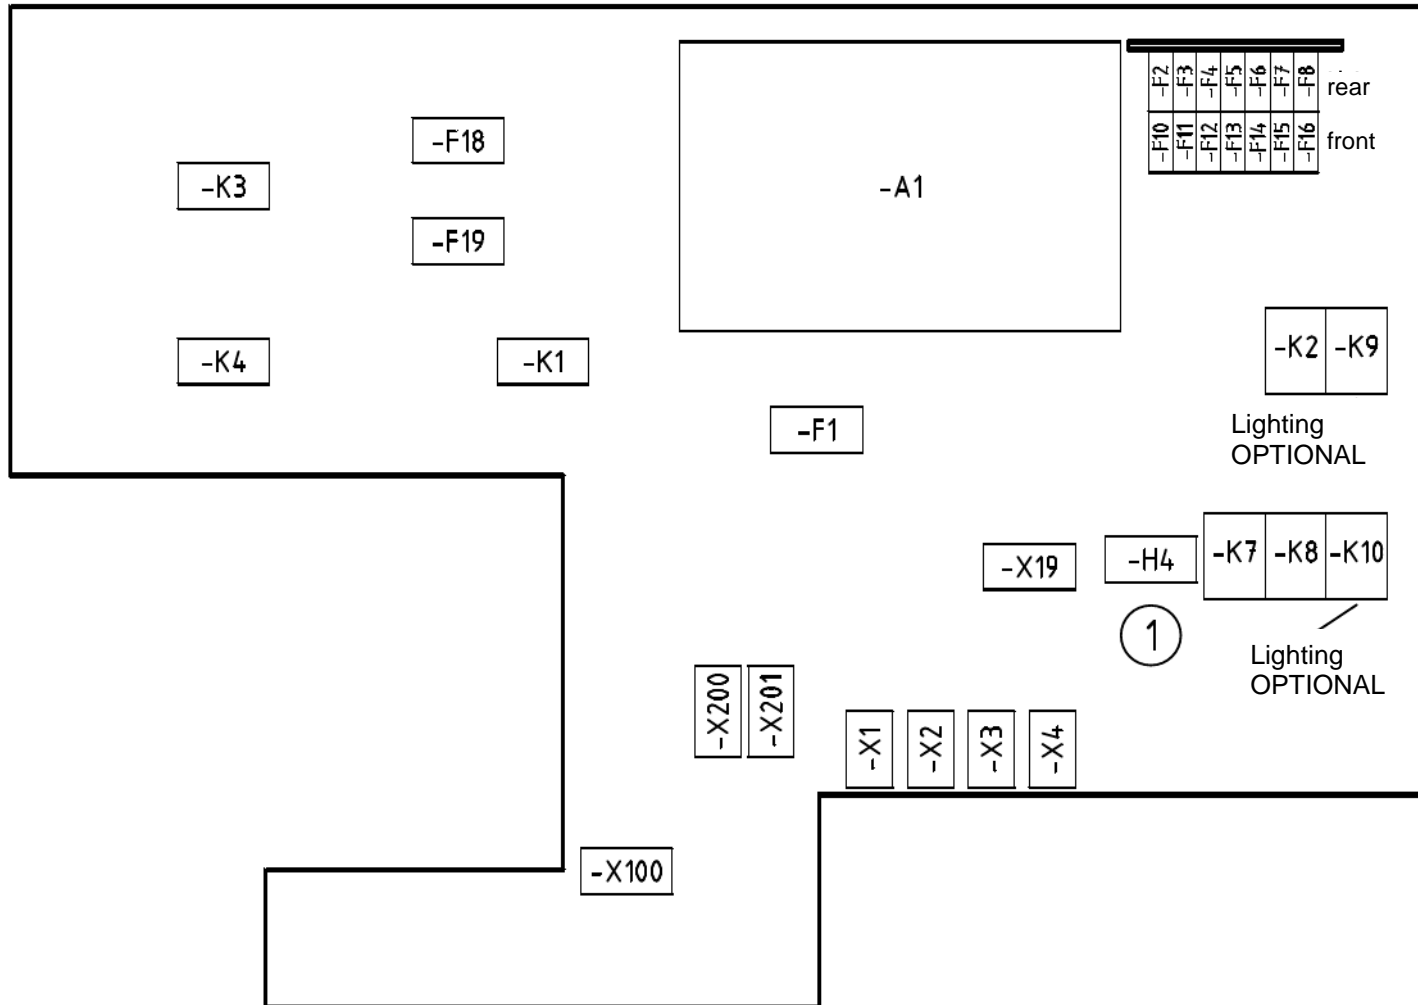 -F2 -F3 -F4 -F5 -F6 -F7 -F8 rear
-F10 -F11 -F12 -F13 -F14 -F15 -F16 front
-F18
-K3
-A1
-F19
-K4
-K1
-K2 -K9
-F1
Lighting
OPTIONAL
-X19
-H4
-K7 -K8 -K10
1
Lighting
OPTIONAL
-X200 -X201
-X1 -X2 -X3 -X4
-X100